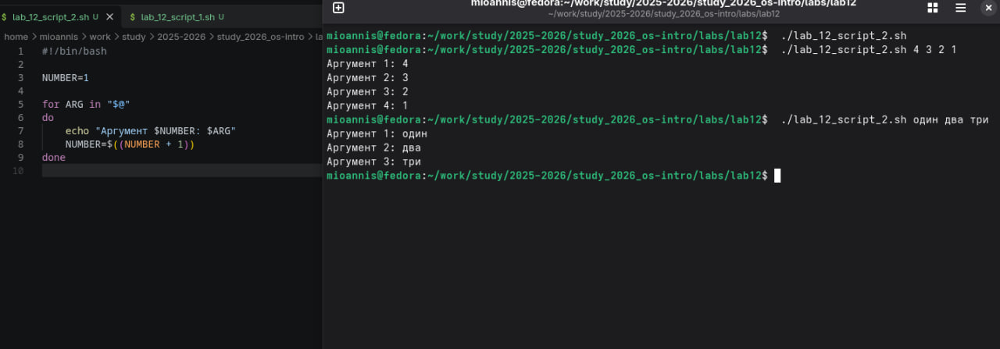 lab_12_script_2.sh U
lab_12_script_1.sh U
home > mioannis > work > study > 2025-2026 > study_2026_os-intro > la
1 #!/bin/bash
2
3 NUMBER=1
4
5 for ARG in "$@"
6 do
7     echo "Аргумент $NUMBER: $ARG"
8     NUMBER=$((NUMBER + 1))
9 done
10
mioannis@fedora:~/work/study/2025-2026/study_2026_os-intro/labs/lab12
~/work/study/2025-2026/study_2026_os-intro/labs/lab12
mioannis@fedora:~/work/study/2025-2026/study_2026_os-intro/labs/lab12$ ./lab_12_script_2.sh
mioannis@fedora:~/work/study/2025-2026/study_2026_os-intro/labs/lab12$ ./lab_12_script_2.sh 4 3 2 1
Аргумент 1: 4
Аргумент 2: 3
Аргумент 3: 2
Аргумент 4: 1
mioannis@fedora:~/work/study/2025-2026/study_2026_os-intro/labs/lab12$ ./lab_12_script_2.sh один два три
Аргумент 1: один
Аргумент 2: два
Аргумент 3: три
mioannis@fedora:~/work/study/2025-2026/study_2026_os-intro/labs/lab12$